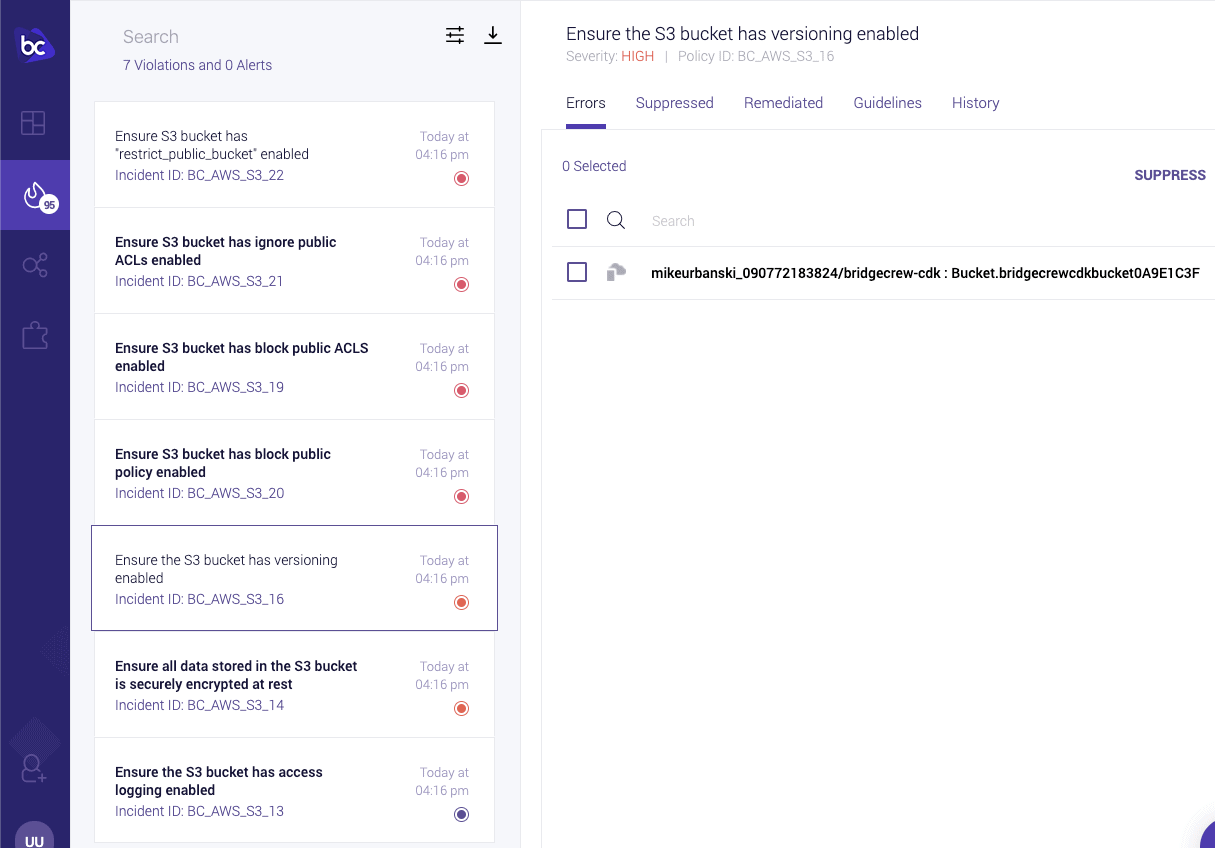 bc
95
UU
Search
7 Violations and 0 Alerts
Ensure S3 bucket has
"restrict_public_bucket" enabled
Incident ID: BC_AWS_S3_22
Today at
04:16 pm
Ensure S3 bucket has ignore public
ACLs enabled
Incident ID: BC_AWS_S3_21
Today at
04:16 pm
Ensure S3 bucket has block public ACLS
enabled
Incident ID: BC_AWS_S3_19
Today at
04:16 pm
Ensure S3 bucket has block public
policy enabled
Incident ID: BC_AWS_S3_20
Today at
04:16 pm
Ensure the S3 bucket has versioning
enabled
Incident ID: BC_AWS_S3_16
Today at
04:16 pm
Ensure all data stored in the S3 bucket
is securely encrypted at rest
Incident ID: BC_AWS_S3_14
Today at
04:16 pm
Ensure the S3 bucket has access
logging enabled
Incident ID: BC_AWS_S3_13
Today at
04:16 pm
Ensure the S3 bucket has versioning enabled
Severity: HIGH | Policy ID: BC_AWS_S3_16
Errors Suppressed Remediated Guidelines History
0 Selected
SUPPRESS
Search
mikeurbanski_090772183824/bridgecrew-cdk : Bucket.bridgecrewcdkbucket0A9E1C3F